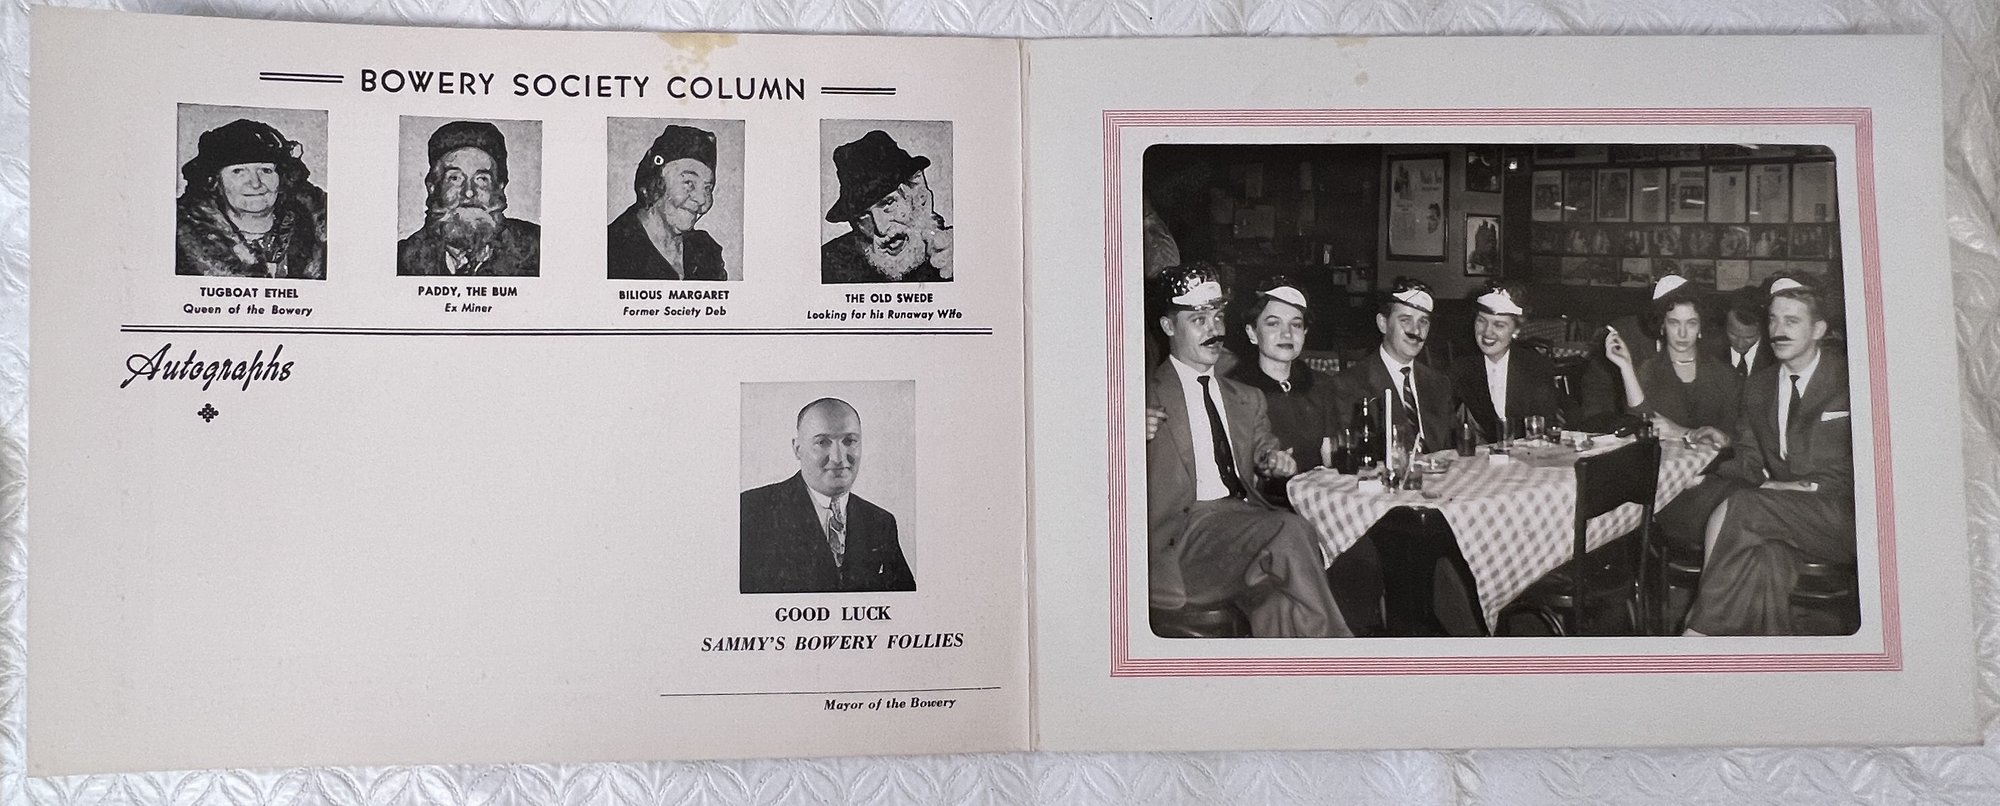 BOWERY SOCIETY COLUMN
TUGBOAT ETHEL
Queen of the Bowery
PADDY, THE BUM
Ex Miner
BILIOUS MARGARET
Former Society Deb
THE OLD SWEDE
Looking for his Runaway Wife
Autographs
GOOD LUCK
SAMMY'S BOWERY FOLLIES
Mayor of the Bowery